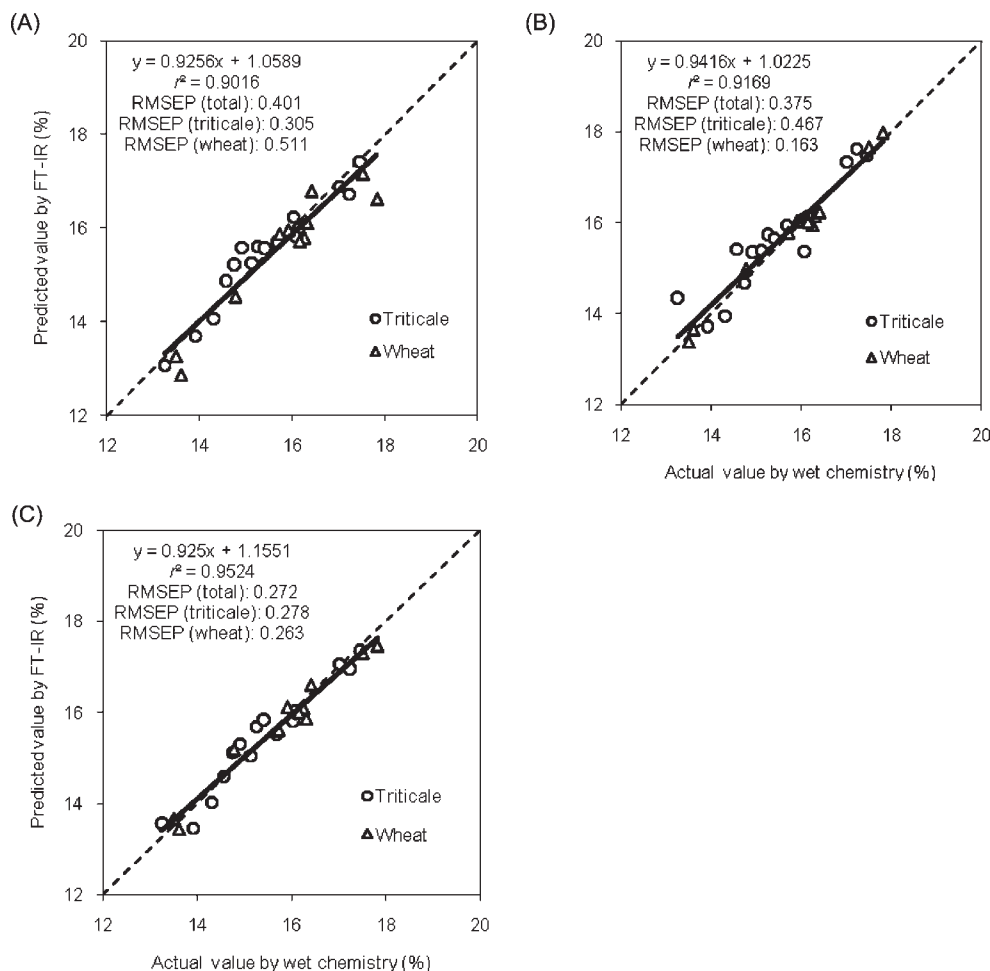 (A)
20
18
16
14
12
Predicted value by FT-IR (%)
y = 0.9256x + 1.0589
r² = 0.9016
RMSEP (total): 0.401
RMSEP (triticale): 0.305
RMSEP (wheat): 0.511
Triticale
Wheat
12 14 16 18 20
(B)
20
18
16
14
12
y = 0.9416x + 1.0225
r² = 0.9169
RMSEP (total): 0.375
RMSEP (triticale): 0.467
RMSEP (wheat): 0.163
Triticale
Wheat
12 14 16 18 20
Actual value by wet chemistry (%)
(C)
20
18
16
14
12
Predicted value by FT-IR (%)
y = 0.925x + 1.1551
r² = 0.9524
RMSEP (total): 0.272
RMSEP (triticale): 0.278
RMSEP (wheat): 0.263
Triticale
Wheat
12 14 16 18 20
Actual value by wet chemistry (%)